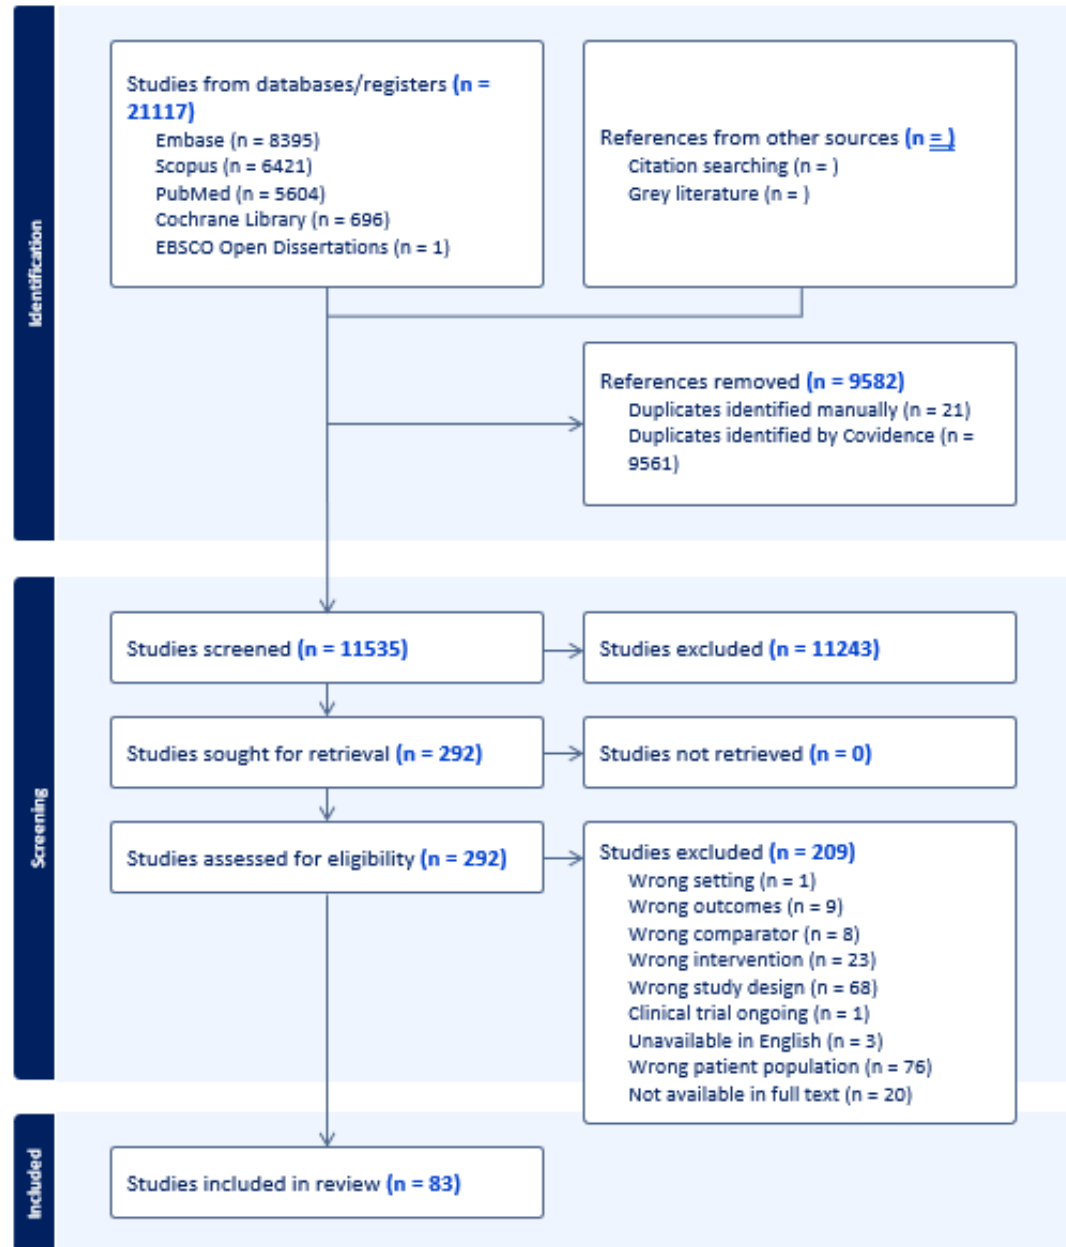 Identification
Studies from databases/registers (n =
21117)
Embase (n = 8395)
Scopus (n = 6421)
PubMed (n = 5604)
Cochrane Library (n = 696)
EBSCO Open Dissertations (n = 1)
References from other sources (n = )
Citation searching (n = )
Grey literature (n = )
References removed (n = 9582)
Duplicates identified manually (n = 21)
Duplicates identified by Covidence (n =
9561)
Screening
Studies screened (n = 11535)
Studies excluded (n = 11243)
Studies sought for retrieval (n = 292)
Studies not retrieved (n = 0)
Studies assessed for eligibility (n = 292)
Studies excluded (n = 209)
Wrong setting (n = 1)
Wrong outcomes (n = 9)
Wrong comparator (n = 8)
Wrong intervention (n = 23)
Wrong study design (n = 68)
Clinical trial ongoing (n = 1)
Unavailable in English (n = 3)
Wrong patient population (n = 76)
Not available in full text (n = 20)
Included
Studies included in review (n = 83)